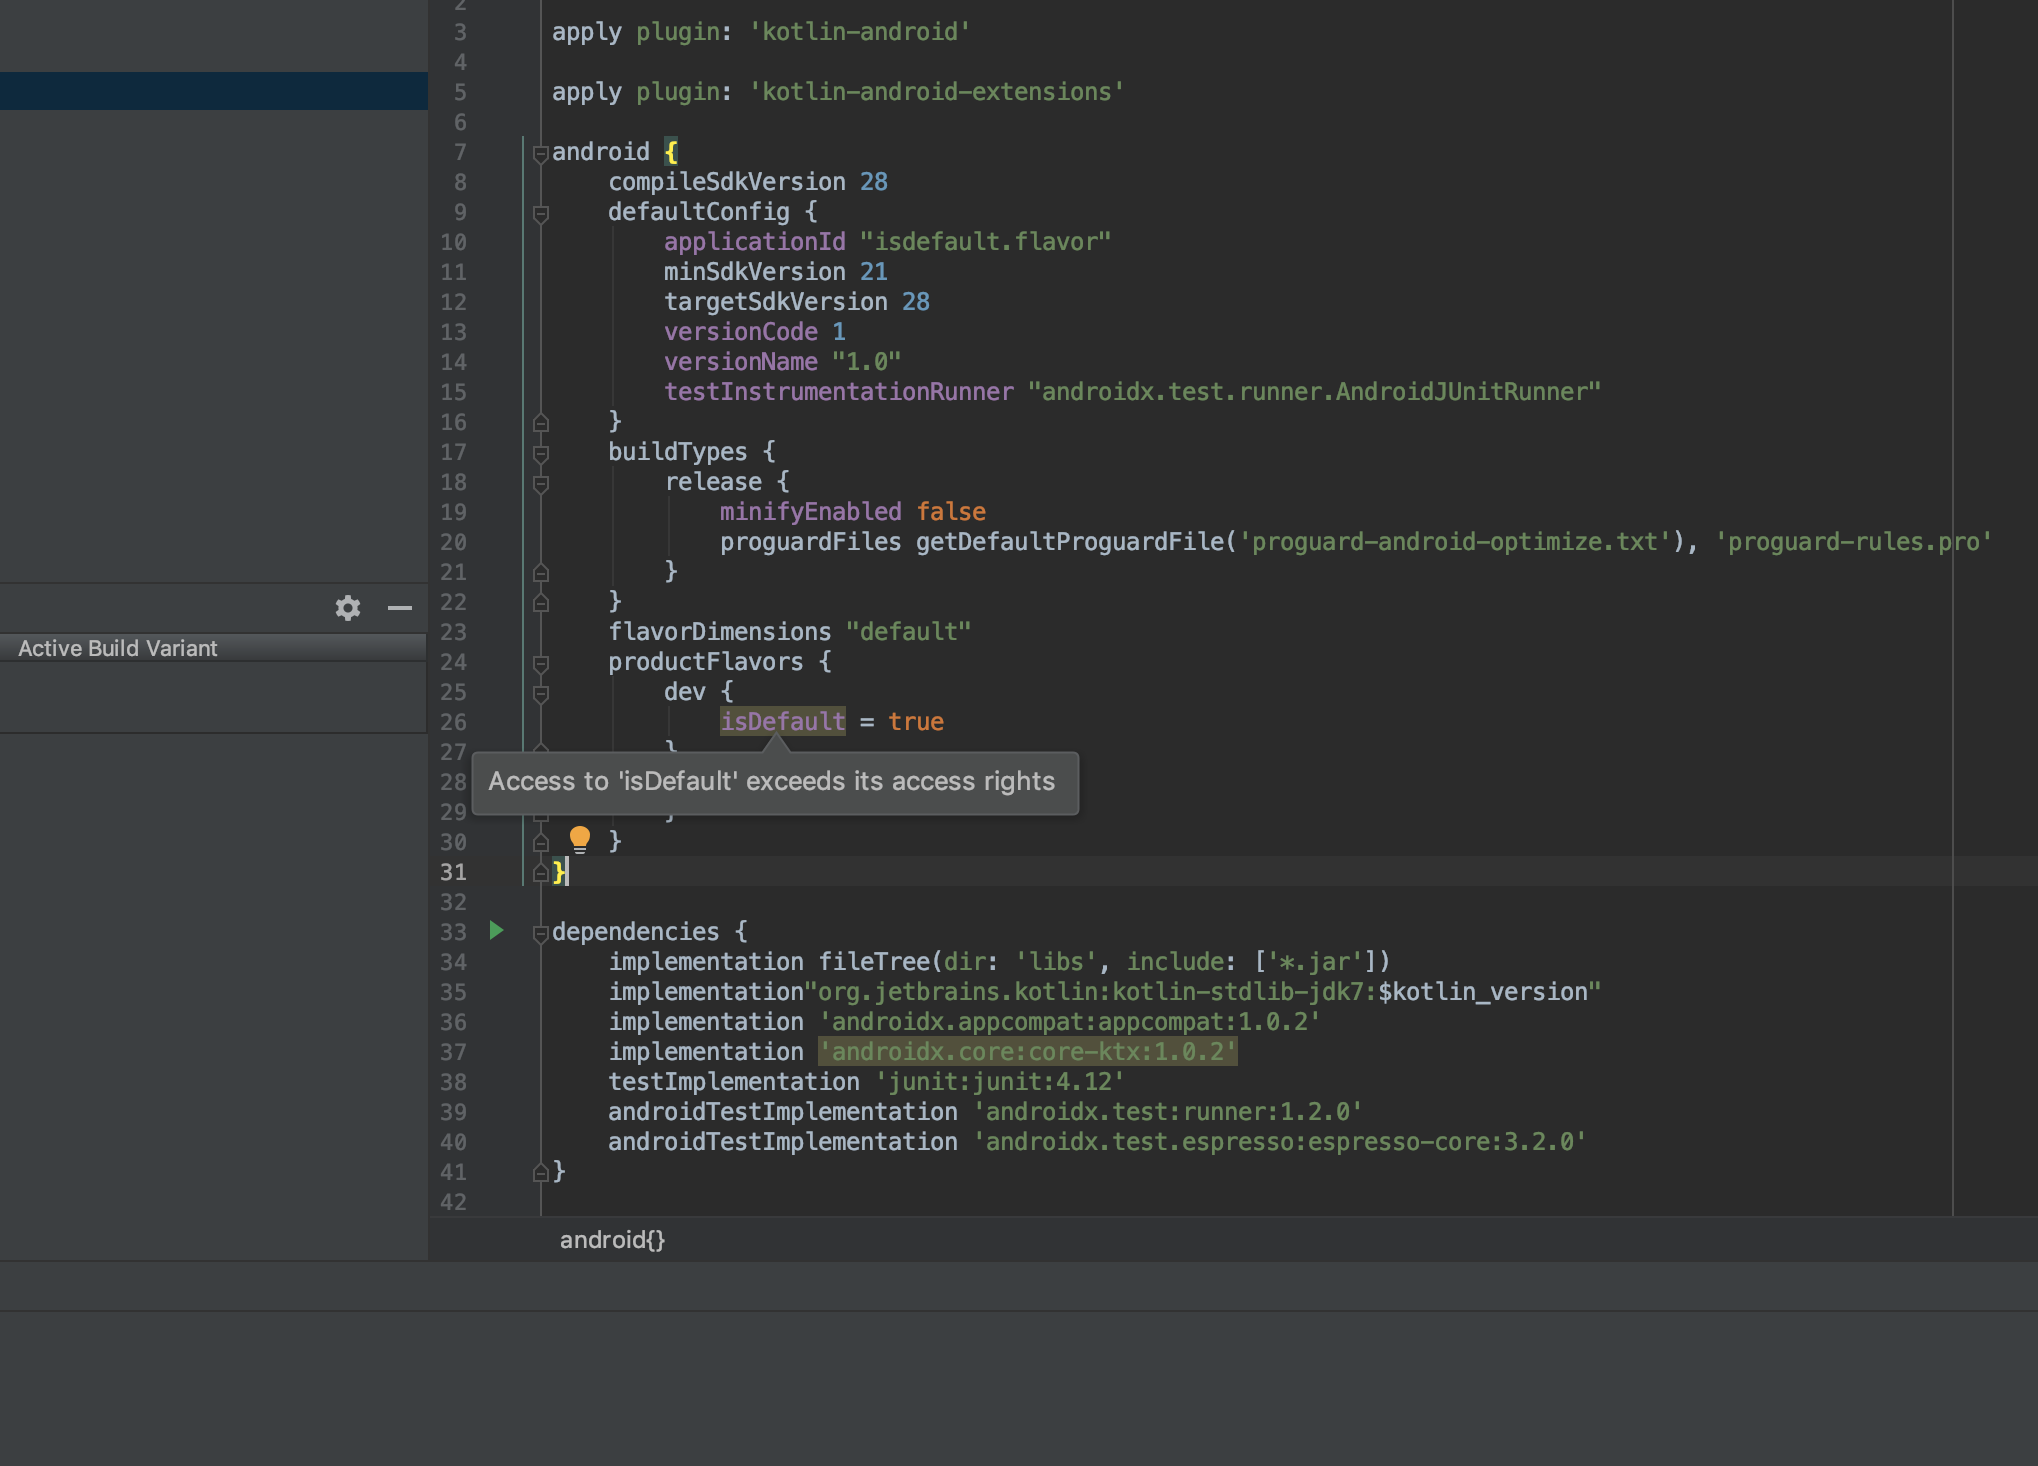 2
3 apply plugin: 'kotlin-android'
4
5 apply plugin: 'kotlin-android-extensions'
6
7 android {
8 compileSdkVersion 28
9 defaultConfig {
10 applicationId "isdefault.flavor"
11 minSdkVersion 21
12 targetSdkVersion 28
13 versionCode 1
14 versionName "1.0"
15 testInstrumentationRunner "androidx.test.runner.AndroidJUnitRunner"
16 }
17 buildTypes {
18 release {
19 minifyEnabled false
20 proguardFiles getDefaultProguardFile('proguard-android-optimize.txt'), 'proguard-rules.pro'
21 }
22 }
23 flavorDimensions "default"
Active Build Variant
24 productFlavors {
25 dev {
26 isDefault = true
27 }
28
Access to 'isDefault' exceeds its access rights
29 }
30 }
31 }
32
33 dependencies {
34 implementation fileTree(dir: 'libs', include: ['*.jar'])
35 implementation"org.jetbrains.kotlin:kotlin-stdlib-jdk7:$kotlin_version"
36 implementation 'androidx.appcompat:appcompat:1.0.2'
37 implementation 'androidx.core:core-ktx:1.0.2'
38 testImplementation 'junit:junit:4.12'
39 androidTestImplementation 'androidx.test:runner:1.2.0'
40 androidTestImplementation 'androidx.test.espresso:espresso-core:3.2.0'
41 }
42
android{}